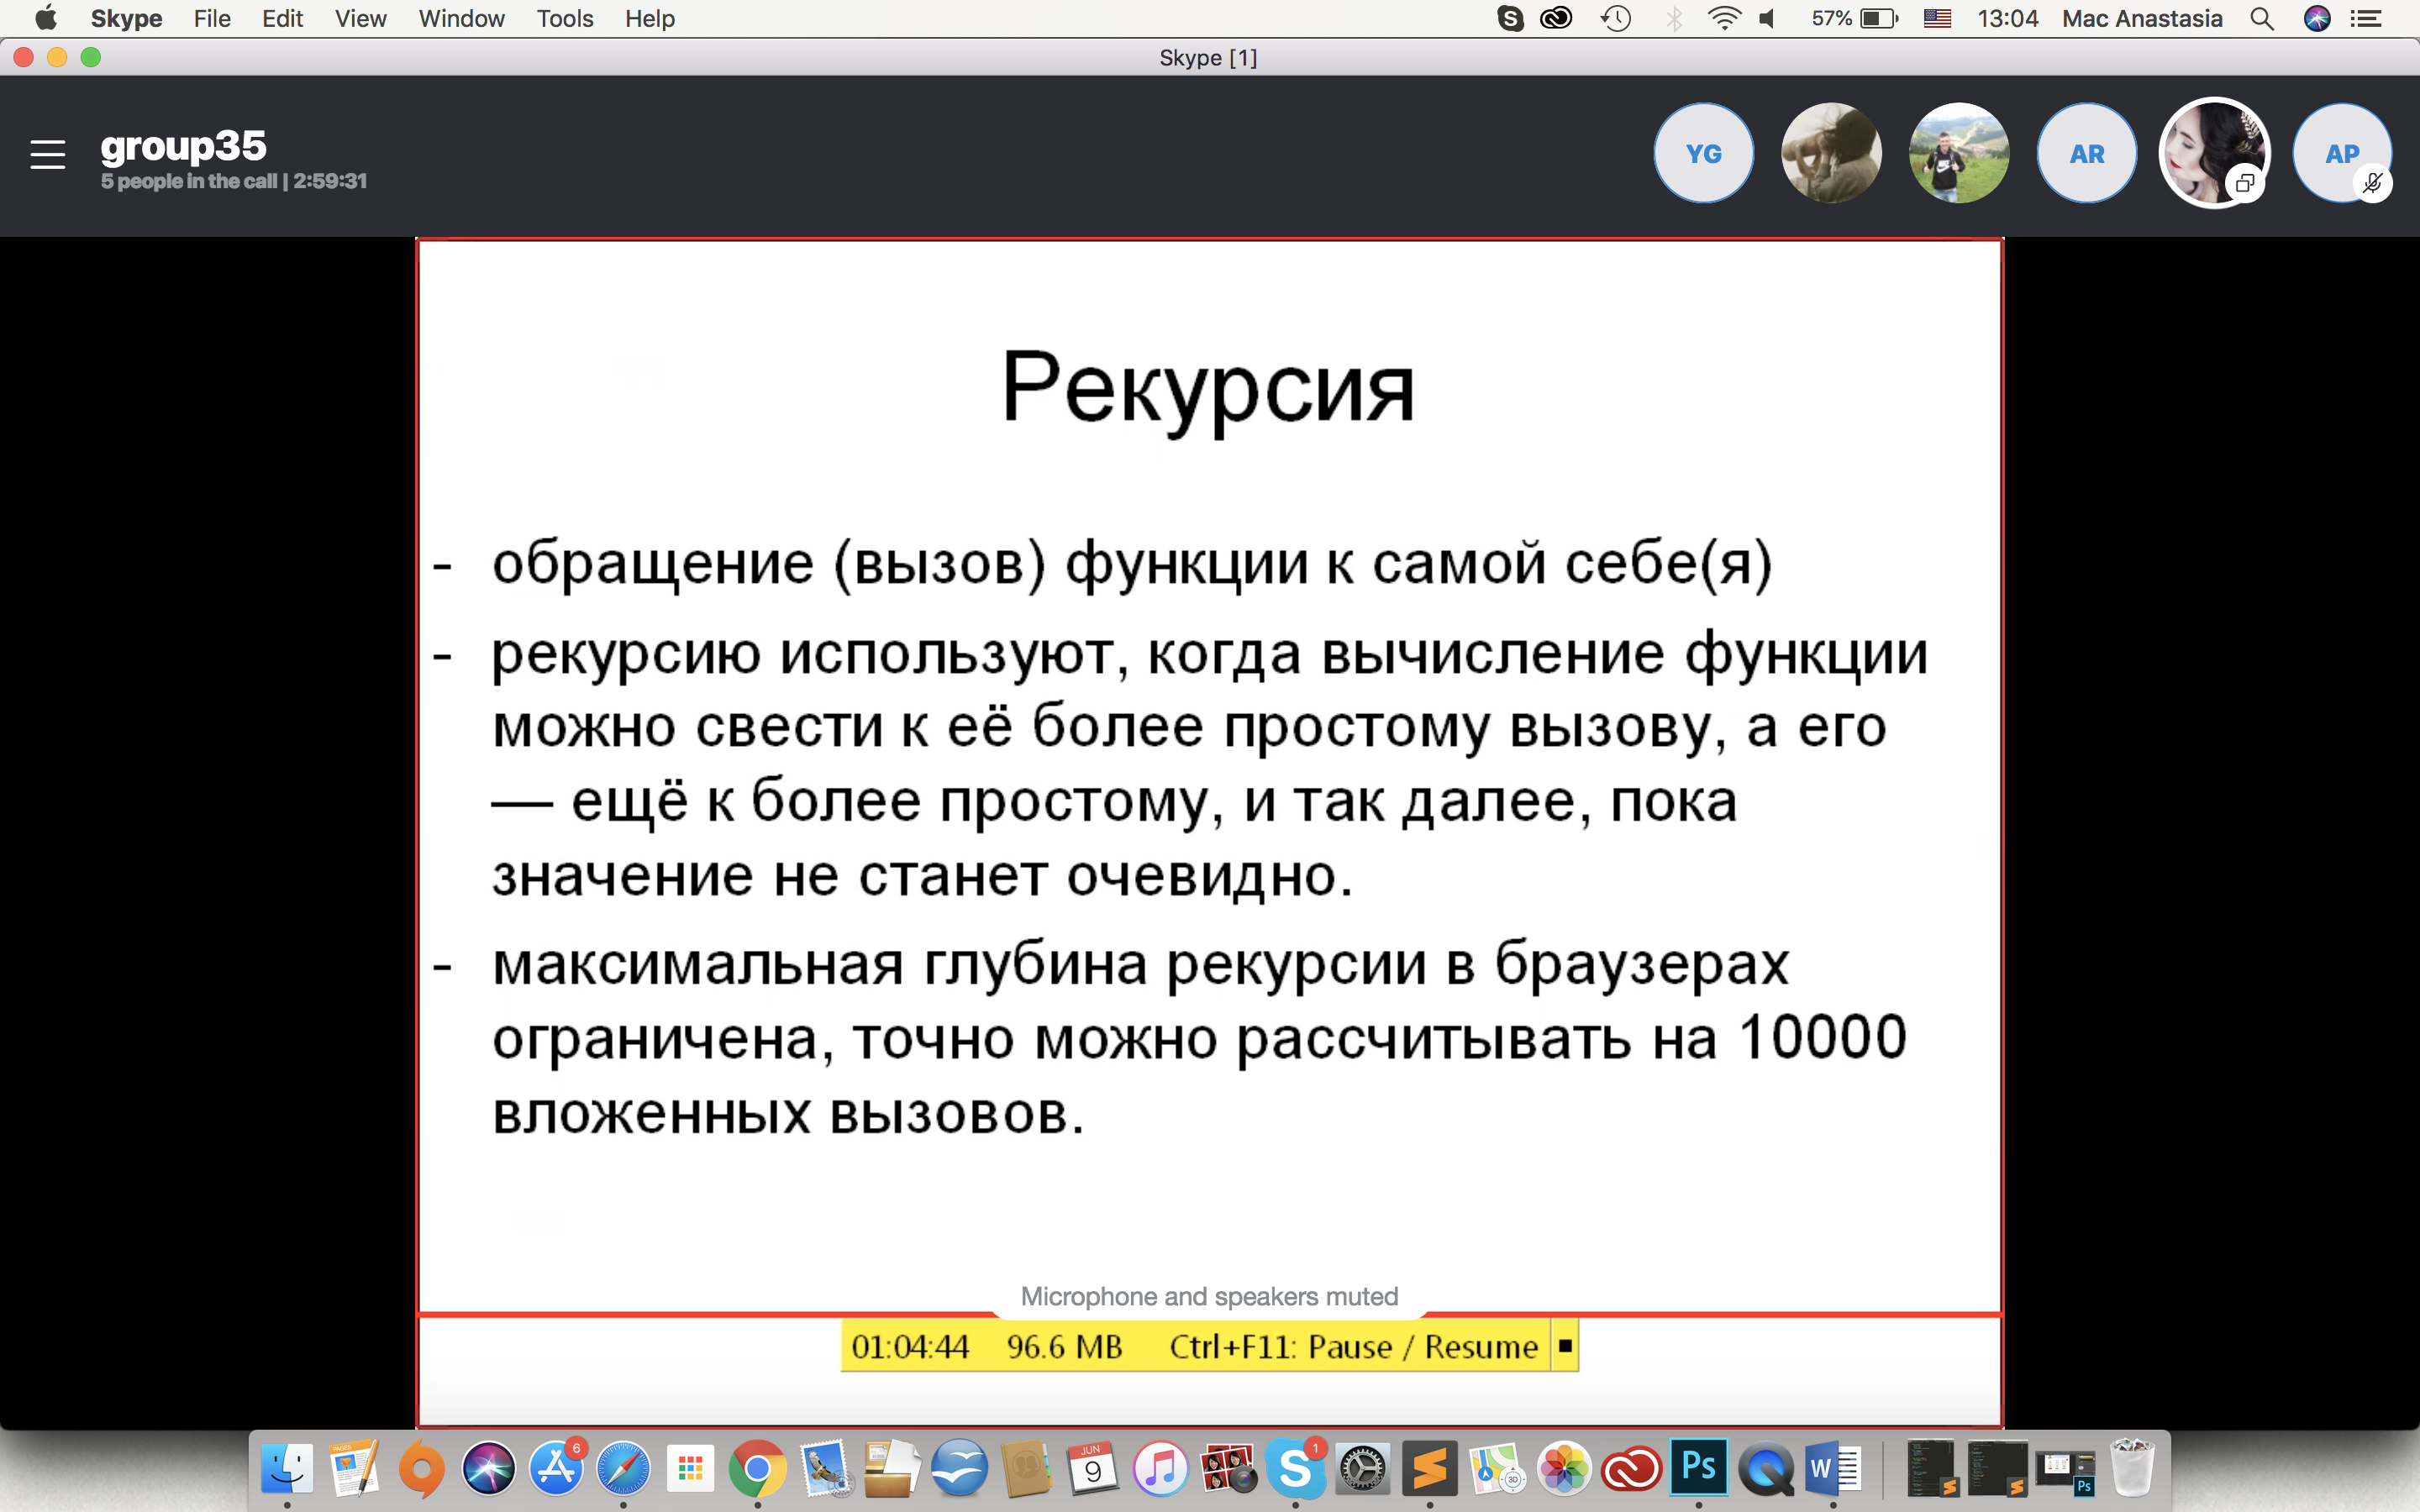 Skype File Edit View Window Tools Help 57% 13:04 Mac Anastasia
Skype [1]
group35
5 people in the call | 2:59:31
YG AR AP
Рекурсия
- обращение (вызов) функции к самой себе(я)
- рекурсию используют, когда вычисление функции
можно свести к её более простому вызову, а его
— ещё к более простому, и так далее, пока
значение не станет очевидно.
- максимальная глубина рекурсии в браузерах
ограничена, точно можно рассчитывать на 10000
вложенных вызовов.
Microphone and speakers muted
01:04:44 96.6 MB Ctrl+F11: Pause / Resume
PAGES 6 JUN 9 S 1 3D Ps W Ps